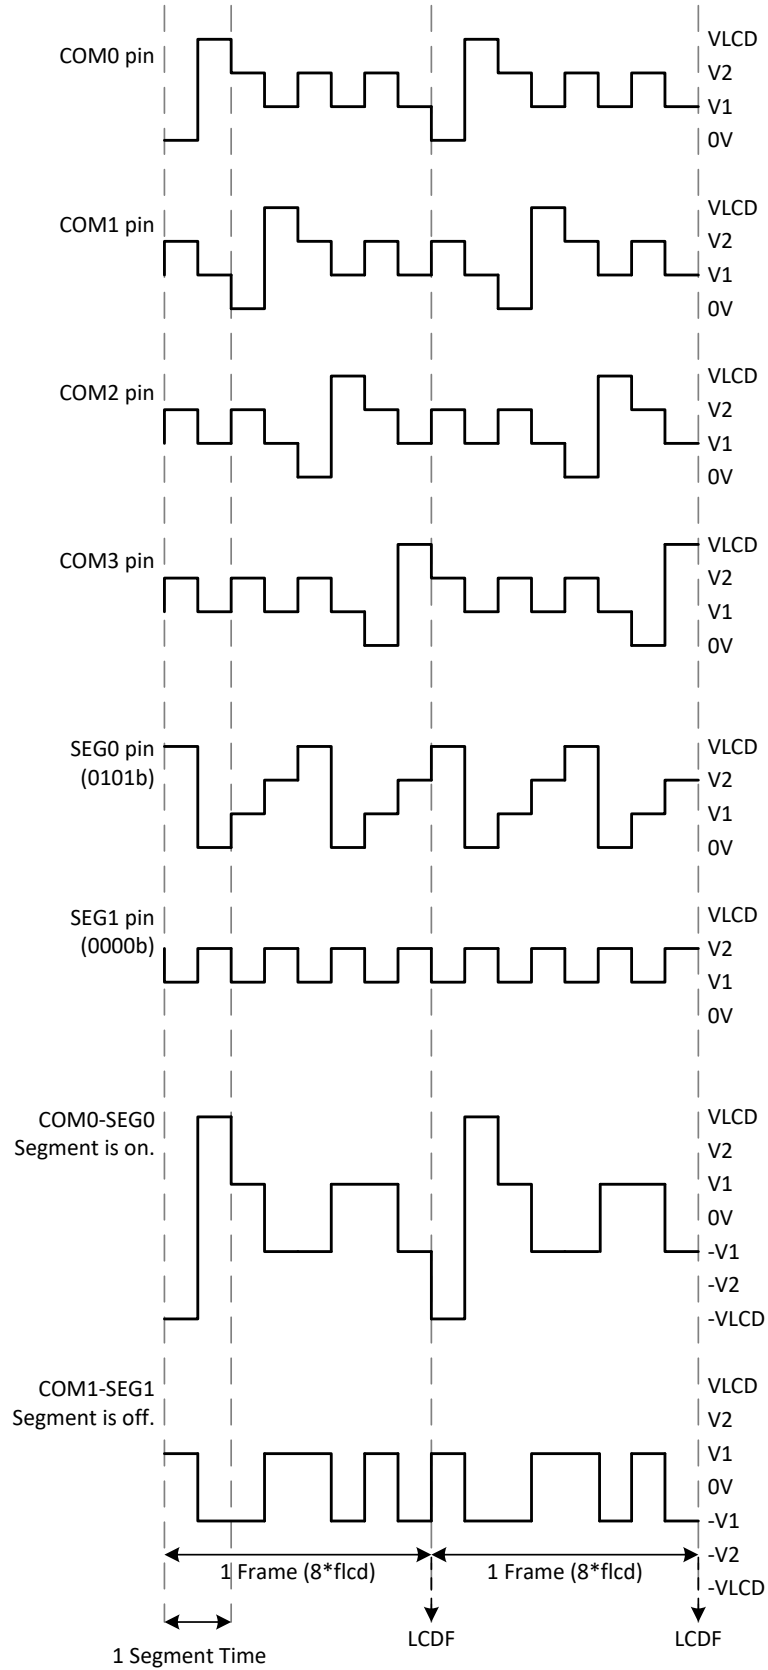 COM0 pin
VLCD
V2
V1
0V
COM1 pin
VLCD
V2
V1
0V
COM2 pin
VLCD
V2
V1
0V
COM3 pin
VLCD
V2
V1
0V
SEG0 pin
(0101b)
VLCD
V2
V1
0V
SEG1 pin
(0000b)
VLCD
V2
V1
0V
COM0-SEG0
Segment is on.
VLCD
V2
V1
0V
-V1
-V2
-VLCD
COM1-SEG1
Segment is off.
VLCD
V2
V1
0V
-V1
-V2
-VLCD
1 Frame (8*flcd)
1 Frame (8*flcd)
LCDF
LCDF
1 Segment Time